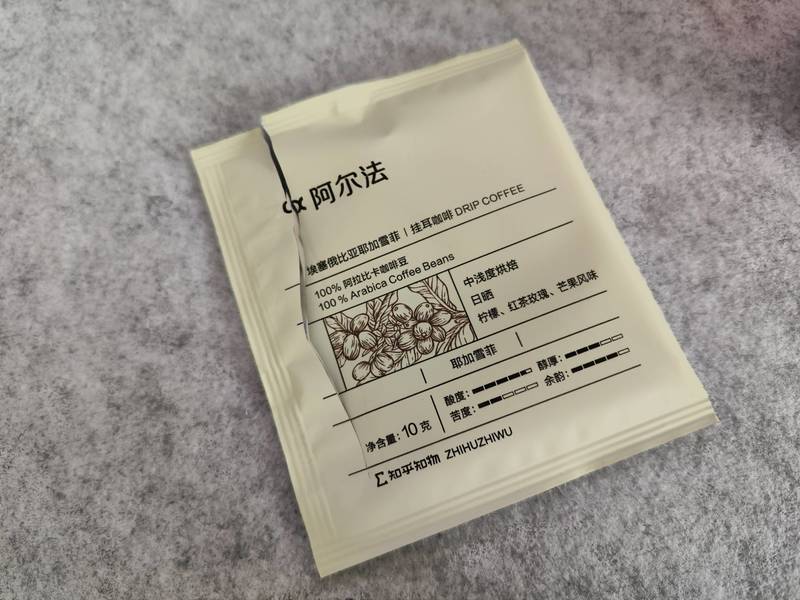 α 阿尔法
埃塞俄比亚耶加雪菲 | 挂耳咖啡 DRIP COFFEE
100% 阿拉比卡咖啡豆
100 % Arabica Coffee Beans
中浅度烘焙
日晒
柠檬、红茶玫瑰、芒果风味
耶加雪菲
净含量：10 克
酸度： 醇厚：
苦度： 余韵：
知乎知物 ZHIHUZHIWU